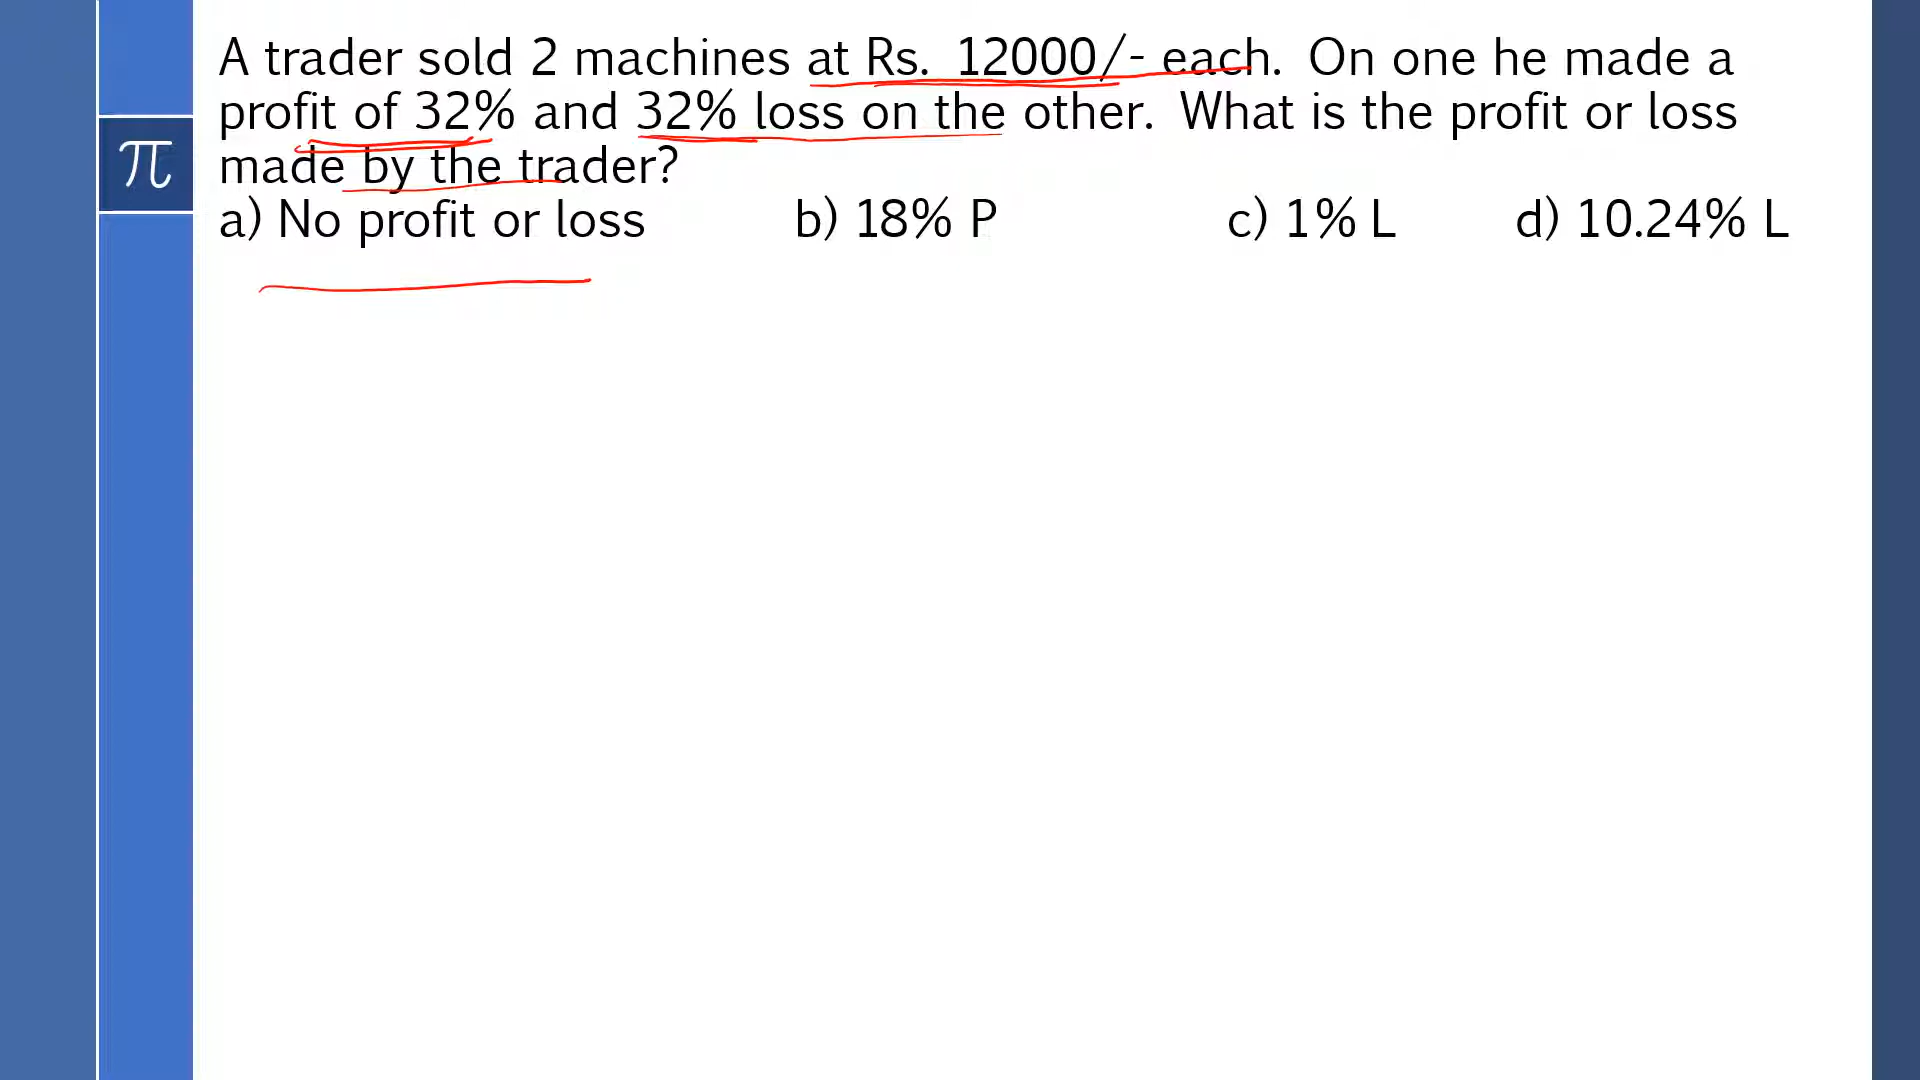 A trader sold 2 machines at Rs. 12000/- each. On one he made a
profit of 32% and 32% loss on the other. What is the profit or loss
made by the trader?
a) No profit or loss b) 18% P c) 1% L d) 10.24% L
π